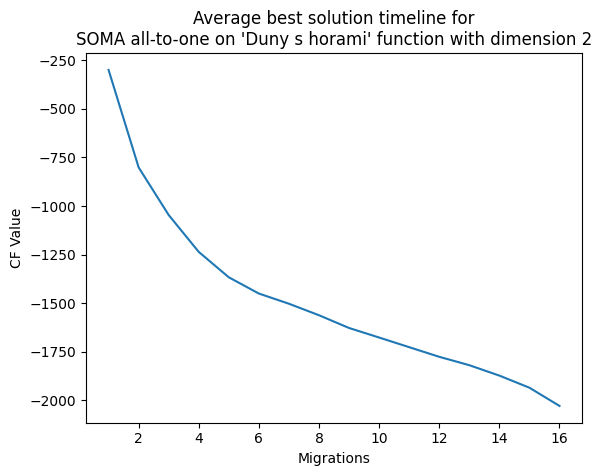 Average best solution timeline for
SOMA all-to-one on 'Duny s horami' function with dimension 2
−250
−500
−750
−1000
−1250
−1500
−1750
−2000
CF Value
2 4 6 8 10 12 14 16
Migrations